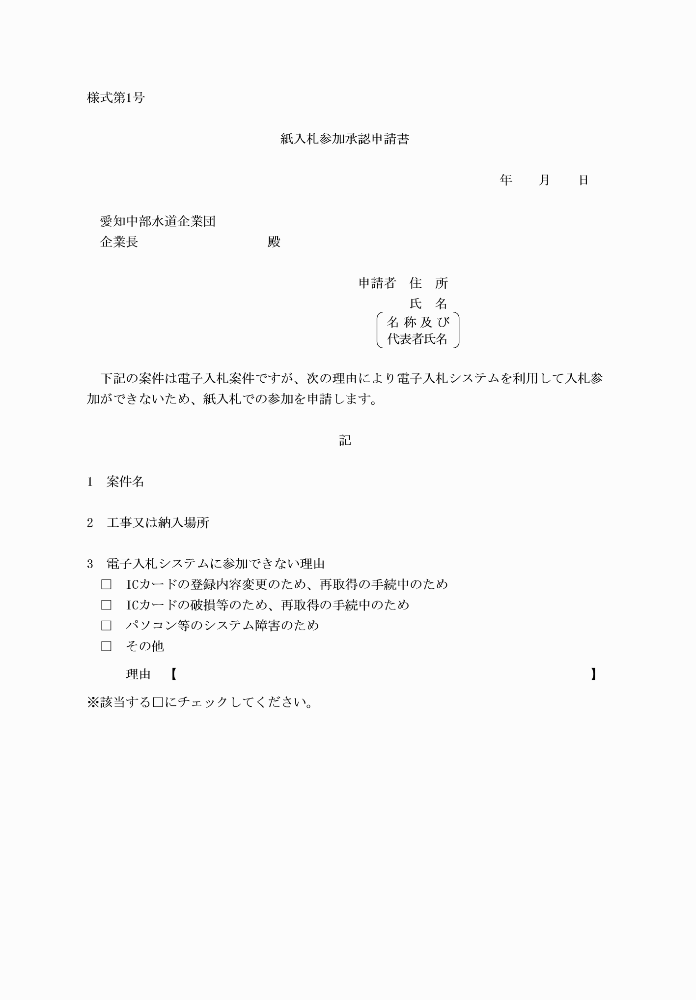 様式第1号
紙入札参加承認申請書
年　　月　　日
愛知中部水道企業団
企業長　　　　　　　　　　殿
申請者　住　所
氏　名
名称及び
代表者氏名
　下記の案件は電子入札案件ですが、次の理由により電子入札システムを利用して入札参
加ができないため、紙入札での参加を申請します。
記
1　案件名
2　工事又は納入場所
3　電子入札システムに参加できない理由
□　ICカードの登録内容変更のため、再取得の手続中のため
□　ICカードの破損等のため、再取得の手続中のため
□　パソコン等のシステム障害のため
□　その他
理由　【　　　　　　　　　　　　　　　　】
※該当する□にチェックしてください。